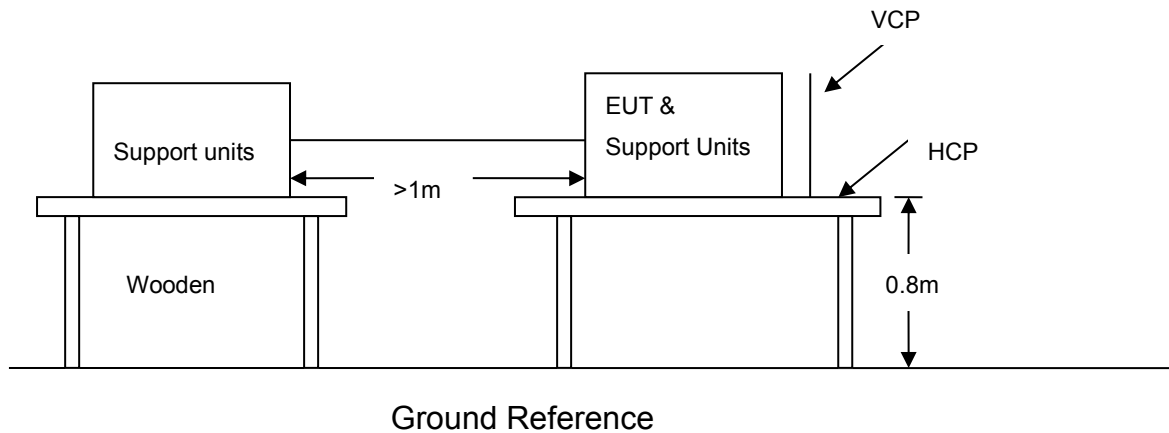 VCP
EUT &
Support Units
Support units
HCP
>1m
Wooden
0.8m
Ground Reference